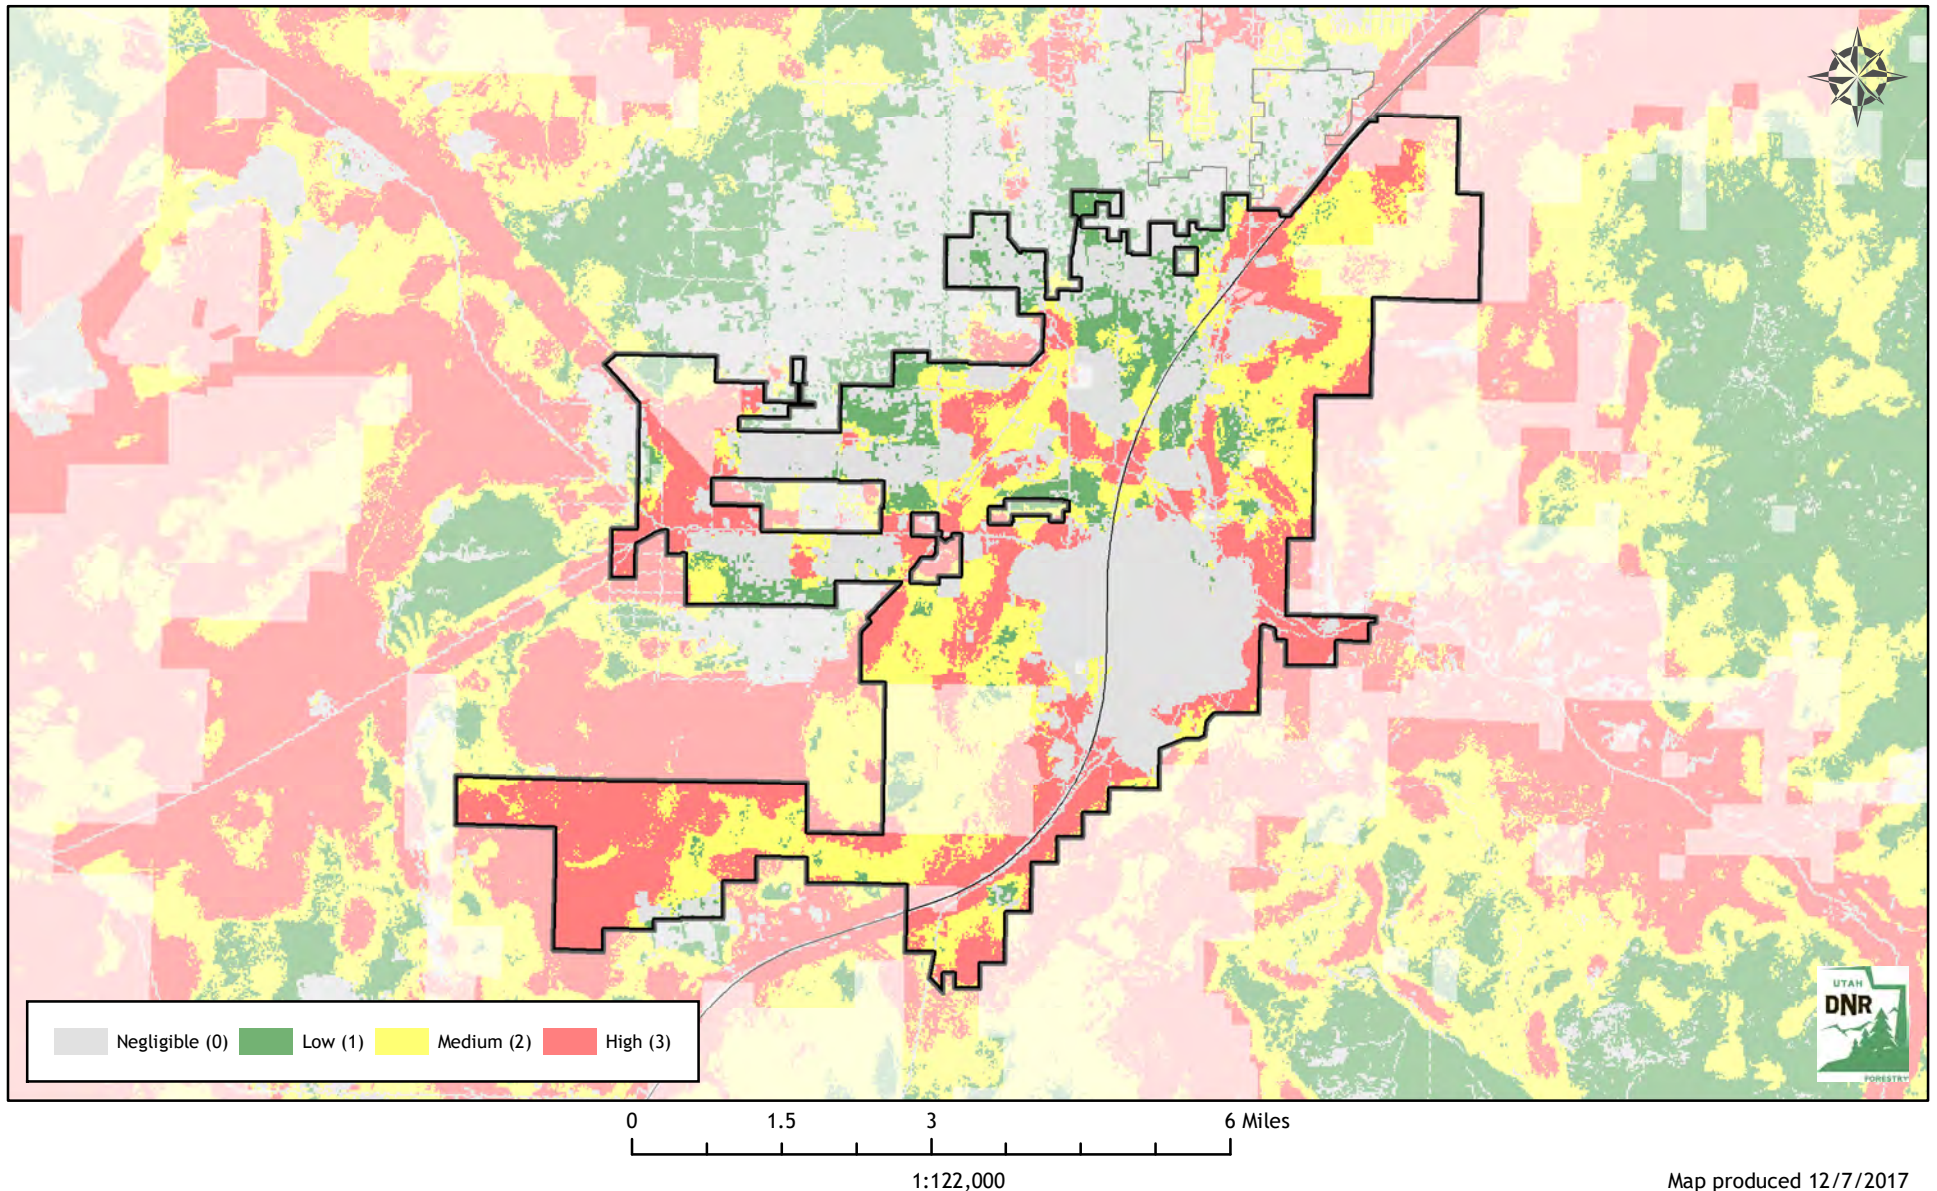 Negligible (0) Low (1) Medium (2) High (3)
UTAH
DNR
FORESTRY
0 1.5 3 6 Miles
1:122,000
Map produced 12/7/2017